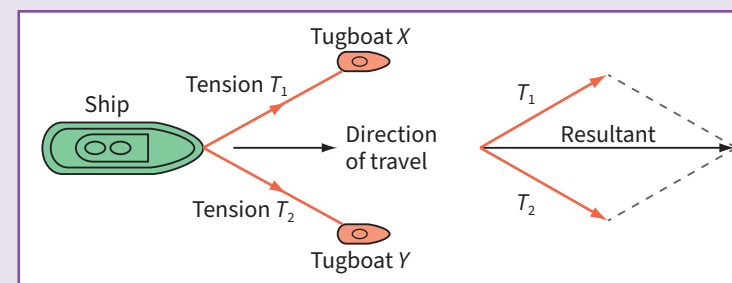 Tugboat X
Tension T₁
Ship
Direction
of travel
Tension T₂
Tugboat Y
T₁
Resultant
T₂